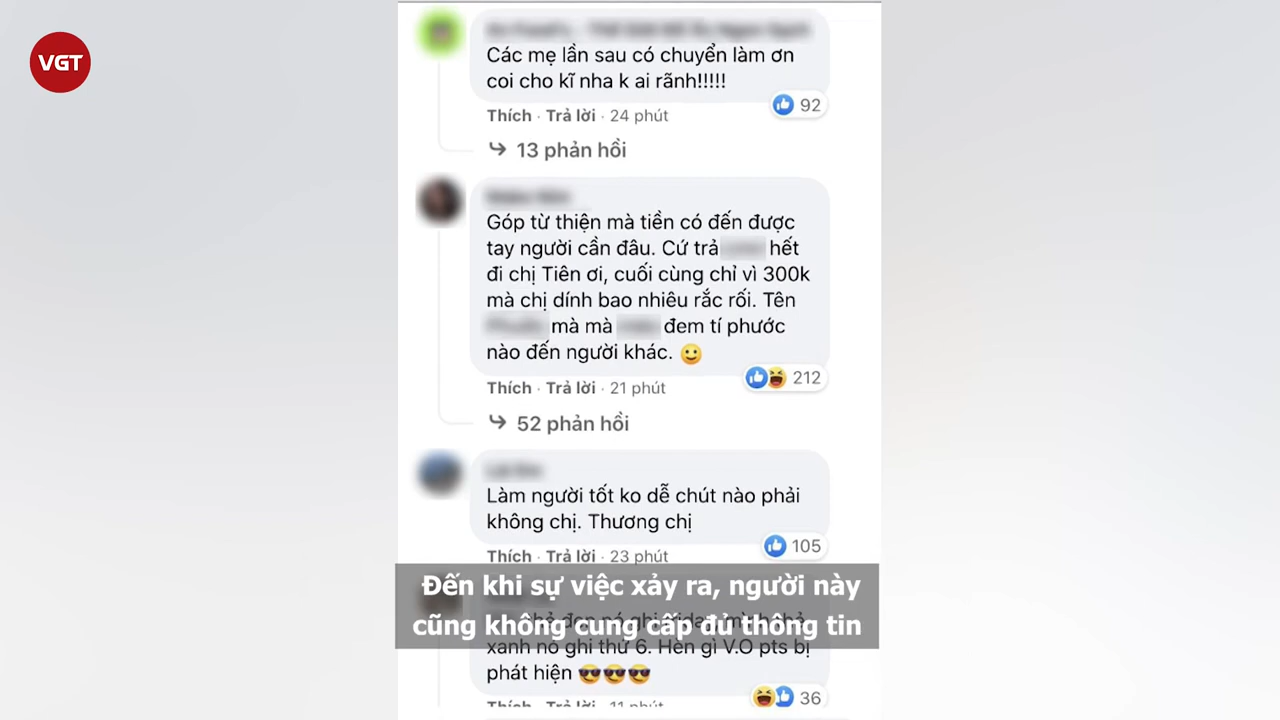 VGT
Các mẹ lần sau có chuyển làm ơn
coi cho kĩ nha k ai rãnh!!!!!
92
Thích · Trả lời · 24 phút
13 phản hồi
Góp từ thiện mà tiền có đến được
tay người cần đâu. Cứ trả hết
đi chị Tiên ơi, cuối cùng chỉ vì 300k
mà chị dính bao nhiêu rắc rối. Tên
mà mà đem tí phước
nào đến người khác. 🙂
212
Thích · Trả lời · 21 phút
52 phản hồi
Làm người tốt ko dễ chút nào phải
không chị. Thương chị
105
Thích · Trả lời · 23 phút
Đến khi sự việc xảy ra, người này
cũng không cung cấp đủ thông tin
xanh nó ghi thứ 6. Hèn gì V.O pts bị
phát hiện 😎😎😎
36
Thích · Trả lời · 11 phút